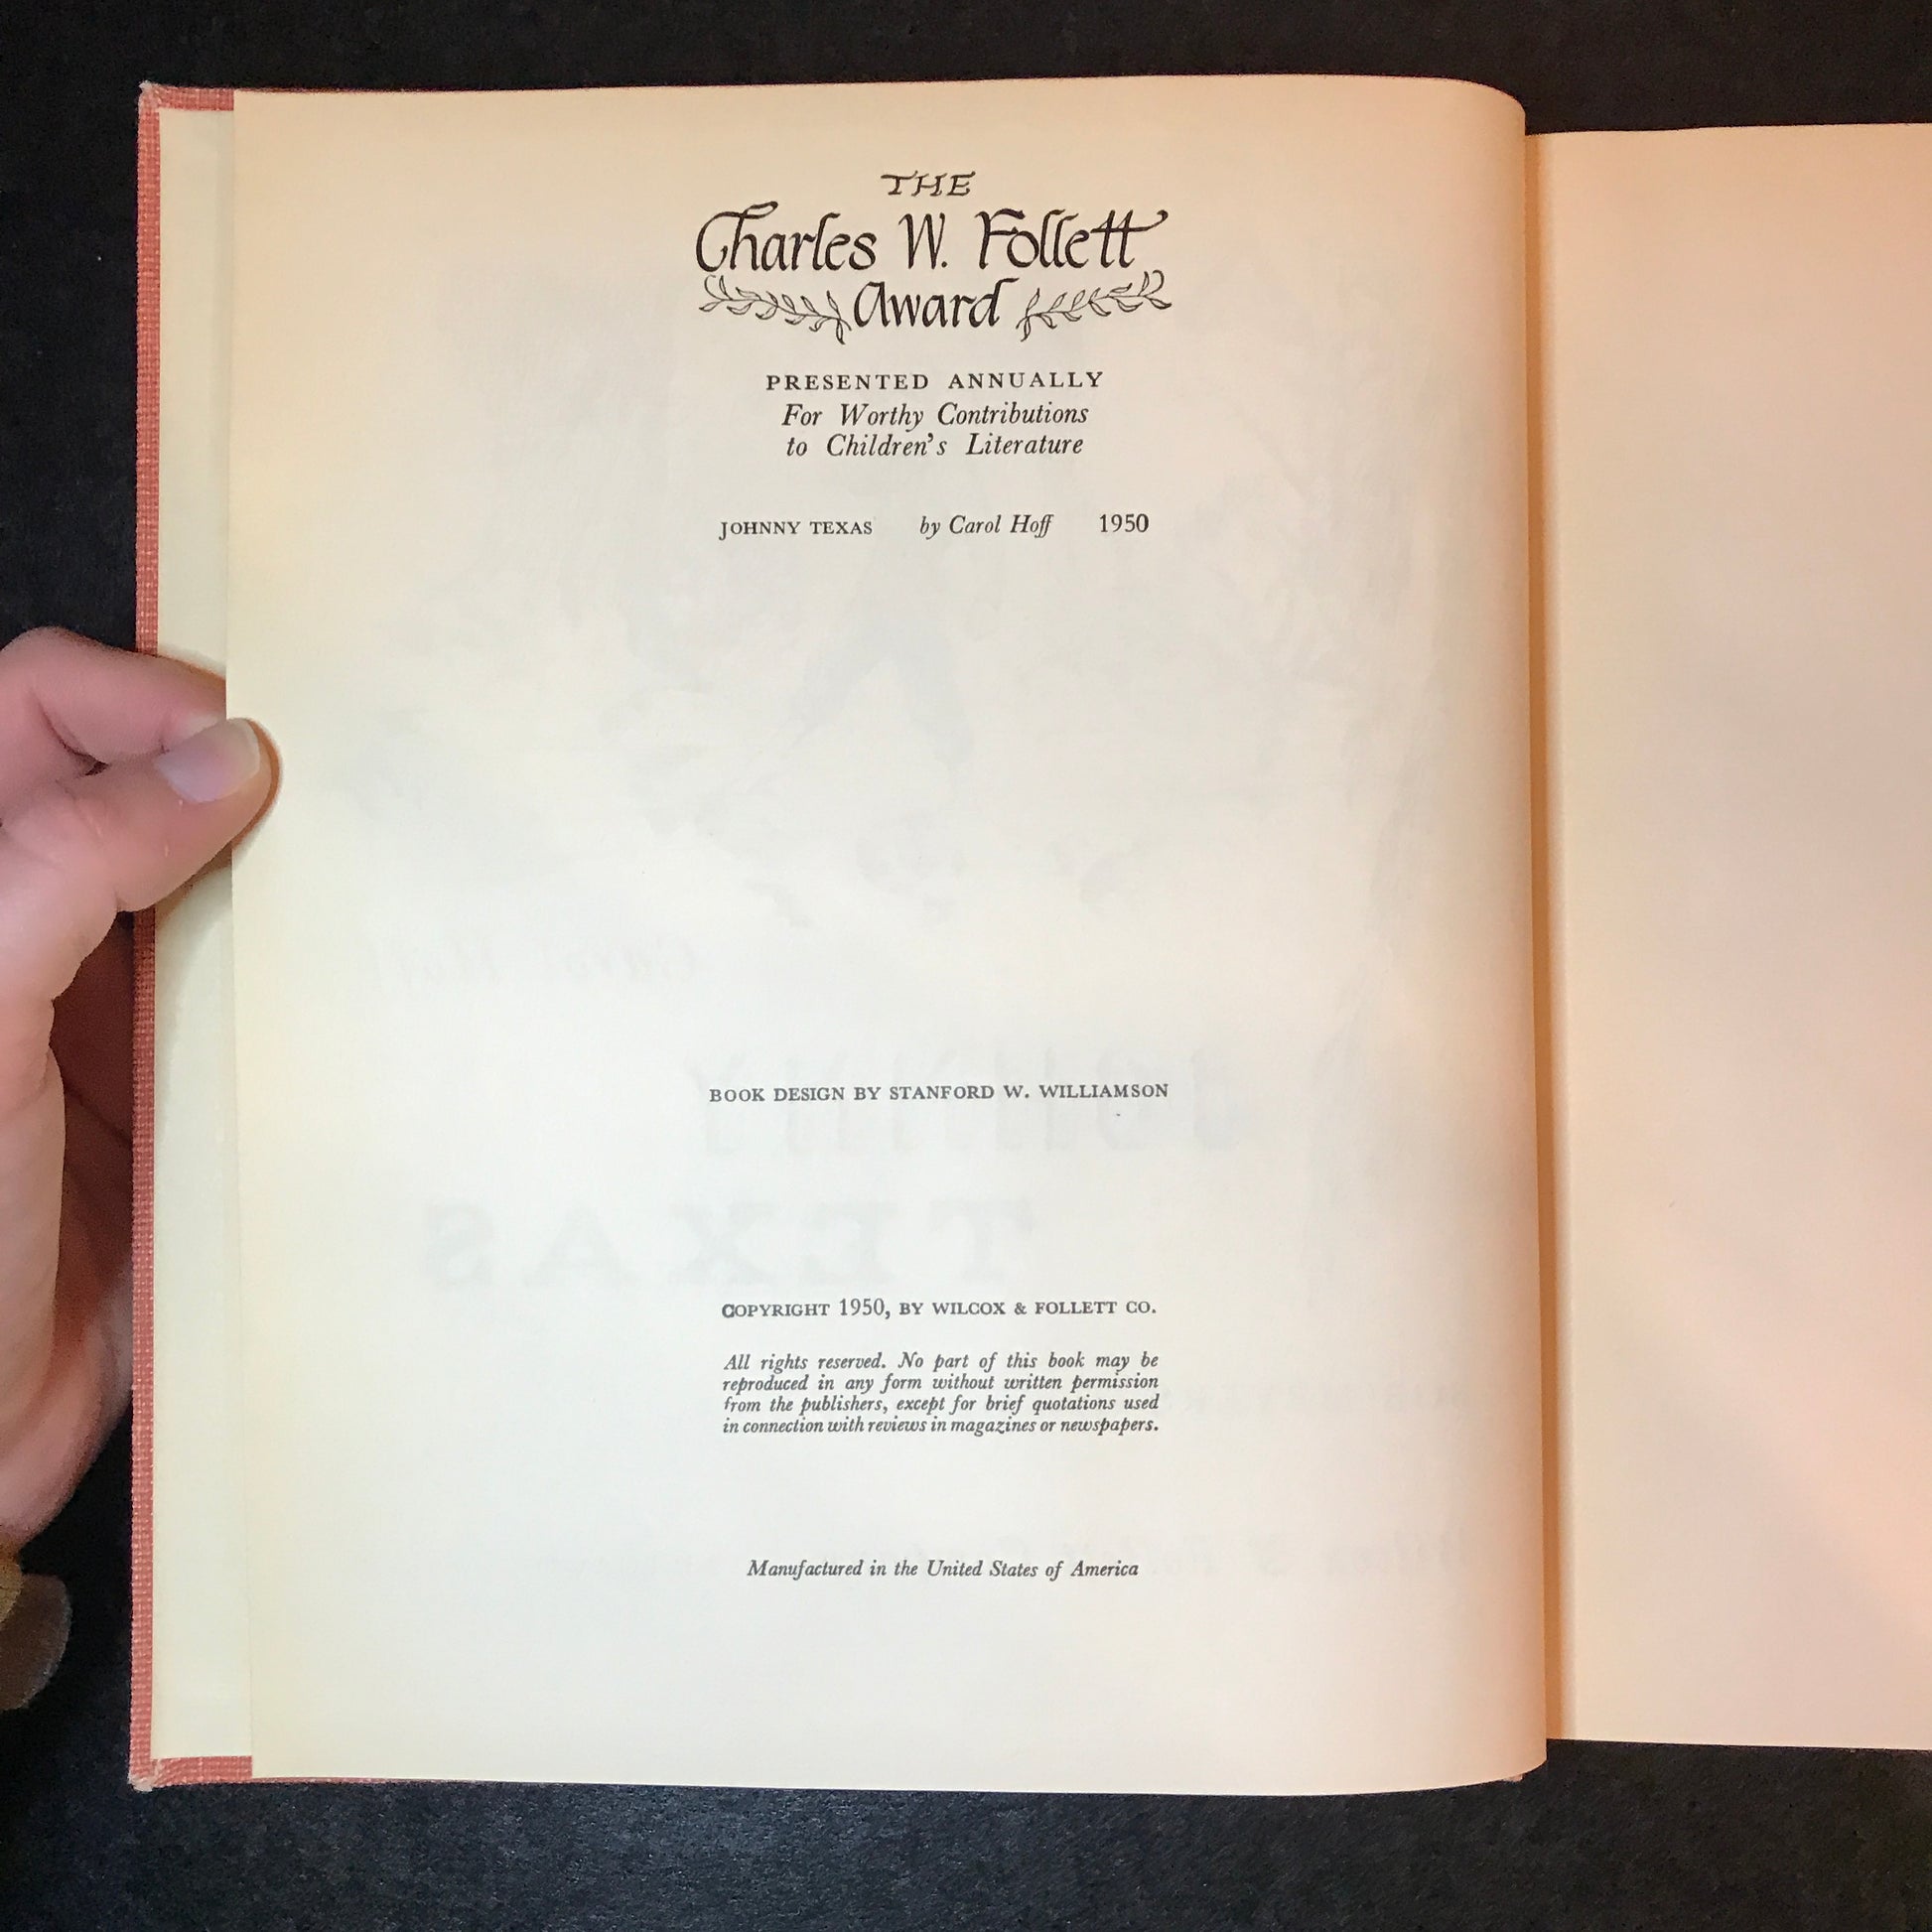 THE
Charles W. Follett
Award
PRESENTED ANNUALLY
For Worthy Contributions
to Children's Literature
JOHNNY TEXAS by Carol Hoff 1950
BOOK DESIGN BY STANFORD W. WILLIAMSON
COPYRIGHT 1950, BY WILCOX & FOLLETT CO.
All rights reserved. No part of this book may be
reproduced in any form without written permission
from the publishers, except for brief quotations used
in connection with reviews in magazines or newspapers.
Manufactured in the United States of America